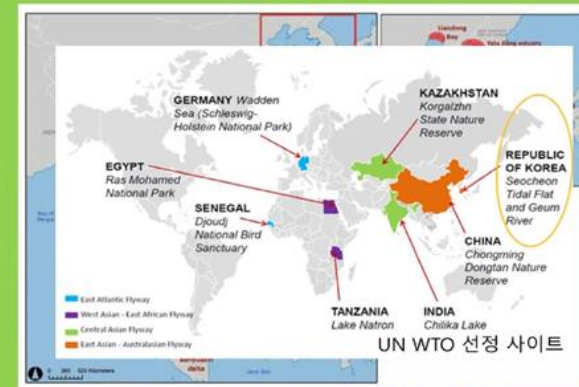 Liandong
Bay
GERMANY Wadden
Sea (Schleswig-
Holstein National Park)
KAZAKHSTAN
Korgalzhn
State Nature
Reserve
REPUBLIC
OF KOREA
Seocheon
Tidal Flat
and Geum
River
EGYPT
Ras Mohamed
National Park
SENEGAL
Djoudj
National Bird
Sanctuary
CHINA
Chongming
Dongtan Nature
Reserve
TANZANIA
Lake Natron
INDIA
Chilika Lake
East Atlantic Flyway
West Asian - East African Flyway
Central Asian Flyway
East Asian - Australasian Flyway
UN WTO 선정 사이트